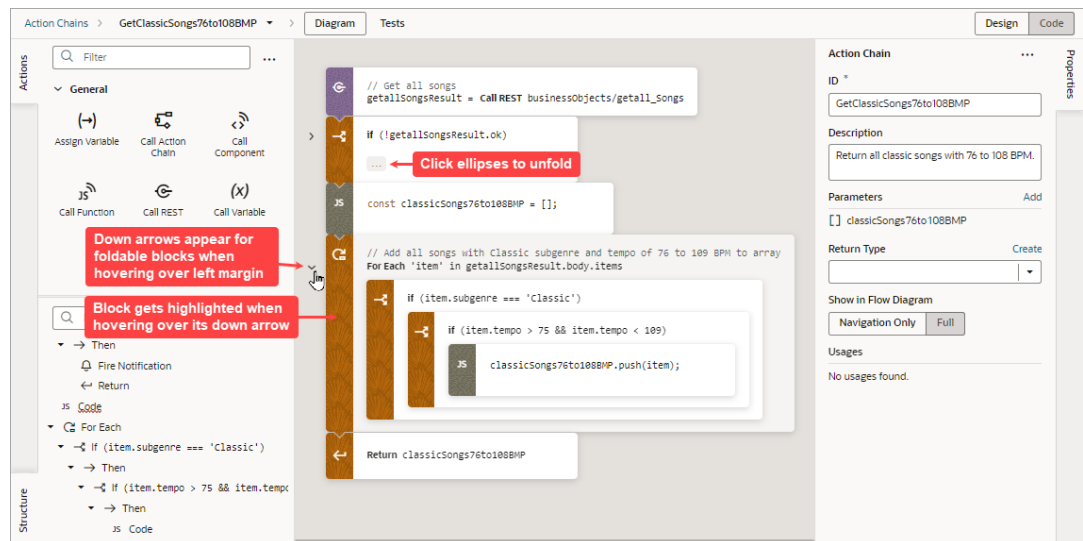 Action Chains > GetClassicSongs76to108BMP > Diagram Tests Design Code
Actions
Filter ...
General
Assign Variable
Call Action Chain
Call Component
JS
Call Function
Call REST
(x)
Call Variable
Down arrows appear for
foldable blocks when
hovering over left margin
Block gets highlighted when
hovering over its down arrow
Then
Fire Notification
Return
JS Code
For Each
If (item.subgenre === 'Classic')
Then
If (item.tempo > 75 && item.tempo
Then
JS Code
Structure
// Get all songs
getallSongsResult = Call REST businessObjects/getall_Songs
if (!getallSongsResult.ok)
...
Click ellipses to unfold
JS const classicSongs76to108BMP = [];
// Add all songs with Classic subgenre and tempo of 76 to 109 BPM to array
For Each 'item' in getallSongsResult.body.items
if (item.subgenre === 'Classic')
if (item.tempo > 75 && item.tempo < 109)
JS classicSongs76to108BMP.push(item);
Return classicSongs76to108BMP
Action Chain ...
ID *
GetClassicSongs76to108BMP
Description
Return all classic songs with 76 to 108 BPM.
Parameters Add
[] classicSongs76to108BMP
Return Type Create
Show in Flow Diagram
Navigation Only Full
Usages
No usages found.
Properties